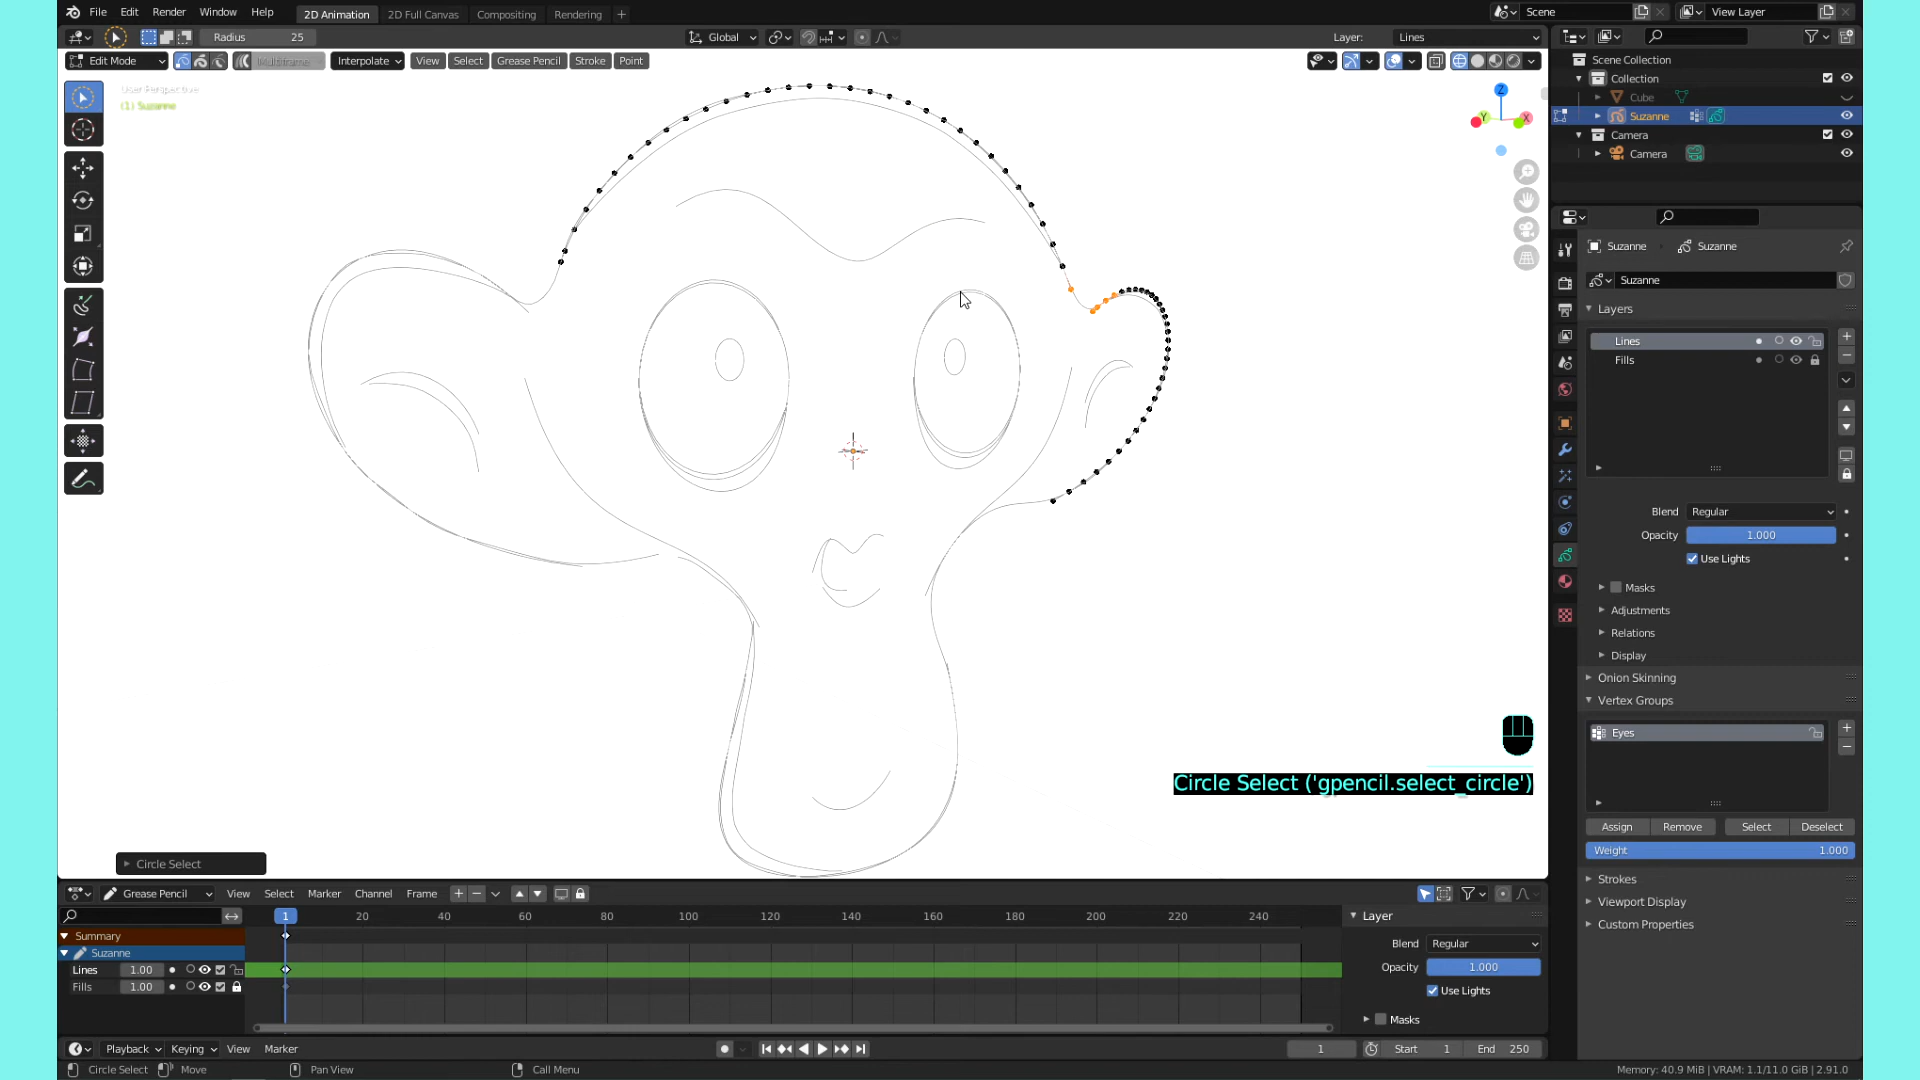 File Edit Render Window Help 2D Animation 2D Full Canvas Compositing Rendering + Scene View Layer
Radius 25 Global Layer: Lines
Edit Mode Multiframe Interpolate View Select Grease Pencil Stroke Point
User Perspective
(1) Suzanne
Z
Y
X
Scene Collection
Collection
Cube
Suzanne
Camera
Camera
Suzanne Suzanne
Suzanne
Layers
Lines
Fills
Blend Regular
Opacity 1.000
Use Lights
Masks
Adjustments
Relations
Display
Onion Skinning
Vertex Groups
Eyes
Assign Remove Select Deselect
Weight 1.000
Strokes
Viewport Display
Custom Properties
Circle Select ('gpencil.select_circle')
Circle Select
Grease Pencil View Select Marker Channel Frame
1 20 40 60 80 100 120 140 160 180 200 220 240
Summary
Suzanne
Lines 1.00
Fills 1.00
Layer
Blend Regular
Opacity 1.000
Use Lights
Masks
Playback Keying View Marker 1 Start 1 End 250
Circle Select Move Pan View Call Menu Memory: 40.9 MiB | VRAM: 1.1/11.0 GiB | 2.91.0